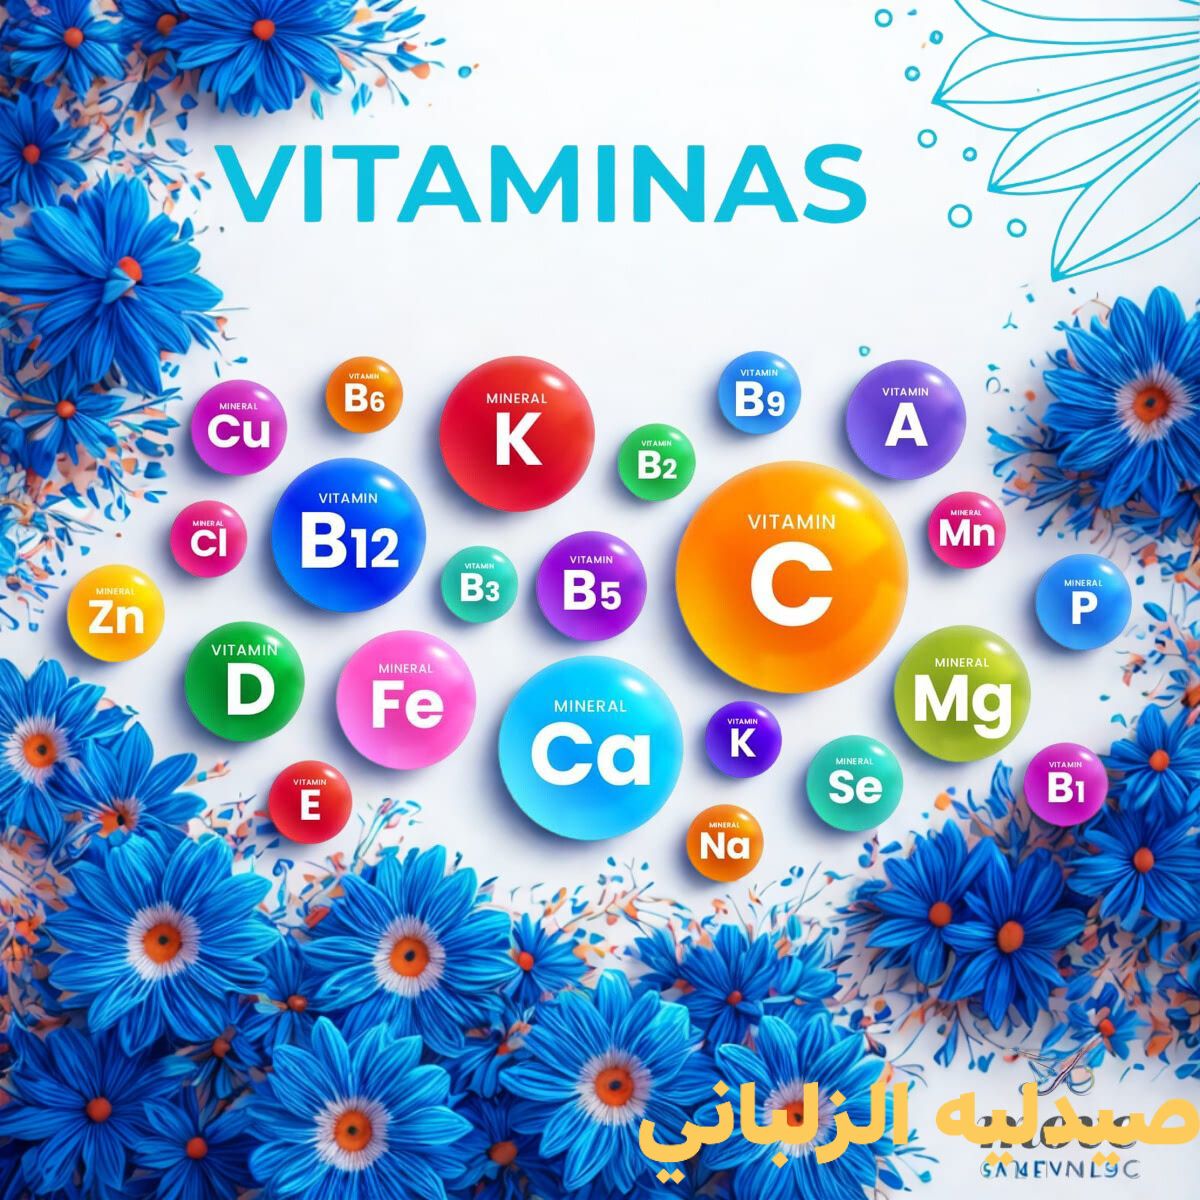 VITAMINAS
MINERAL
Cu
VITAMIN
B6
MINERAL
K
VITAMIN
B2
VITAMIN
B9
VITAMIN
A
MINERAL
Cl
VITAMIN
B12
VITAMIN
B3
VITAMIN
B5
VITAMIN
C
MINERAL
Mn
MINERAL
Zn
VITAMIN
D
MINERAL
Fe
MINERAL
Ca
VITAMIN
K
MINERAL
Mg
MINERAL
P
VITAMIN
E
MINERAL
Na
MINERAL
Se
VITAMIN
B1
صيدليه الزلباني